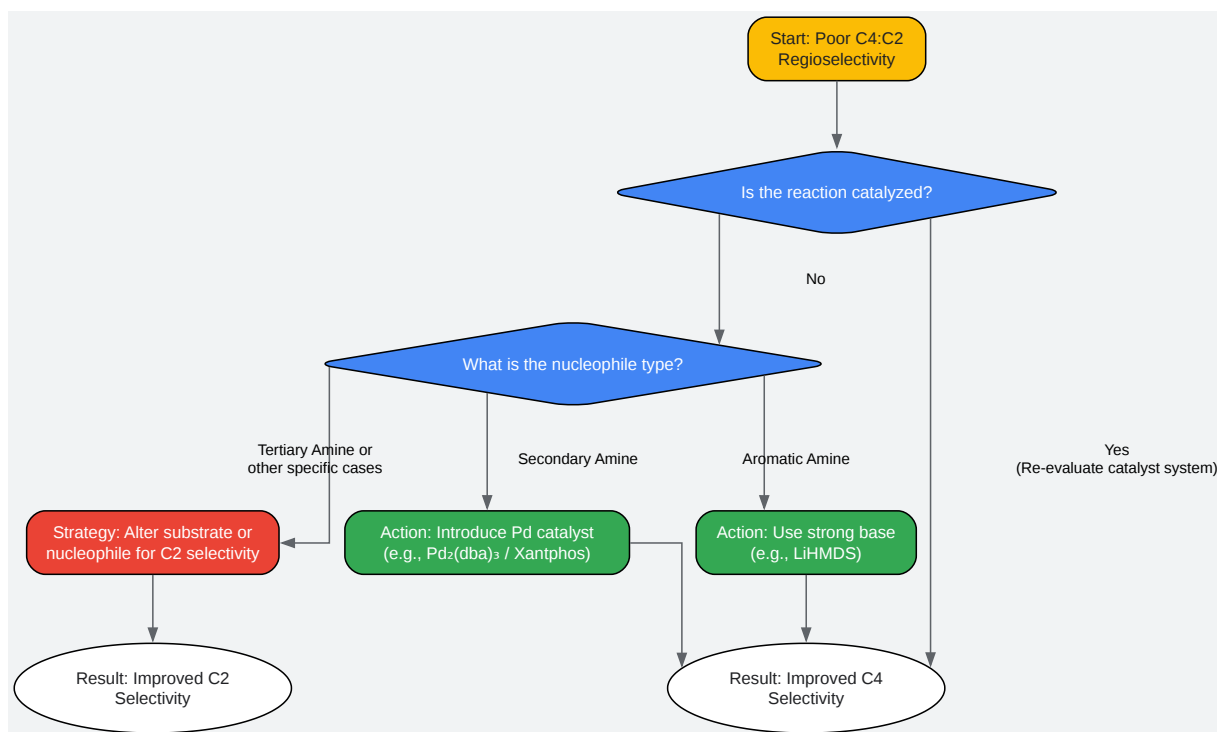 Start: Poor C4:C2
Regioselectivity
Is the reaction catalyzed?
No
What is the nucleophile type?
Tertiary Amine or
other specific cases
Secondary Amine
Aromatic Amine
Yes
(Re-evaluate catalyst system)
Strategy: Alter substrate or
nucleophile for C2 selectivity
Action: Introduce Pd catalyst
(e.g., Pd₂(dba)₃ / Xantphos)
Action: Use strong base
(e.g., LiHMDS)
Result: Improved C2
Selectivity
Result: Improved C4
Selectivity